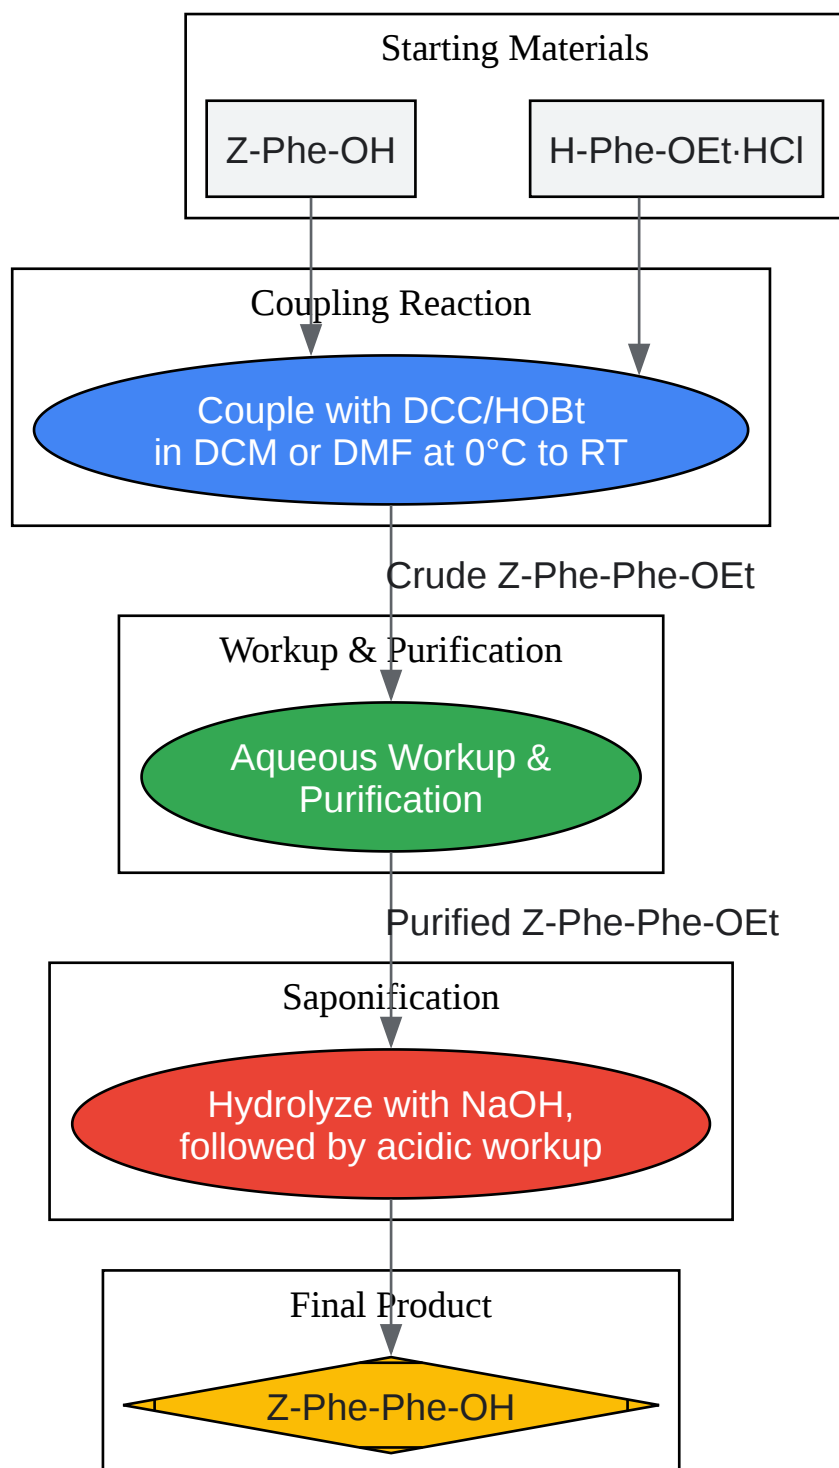 Starting Materials
Z-Phe-OH
H-Phe-OEt·HCl
Coupling Reaction
Couple with DCC/HOBt
in DCM or DMF at 0°C to RT
Crude Z-Phe-Phe-OEt
Workup & Purification
Aqueous Workup &
Purification
Purified Z-Phe-Phe-OEt
Saponification
Hydrolyze with NaOH,
followed by acidic workup
Final Product
Z-Phe-Phe-OH